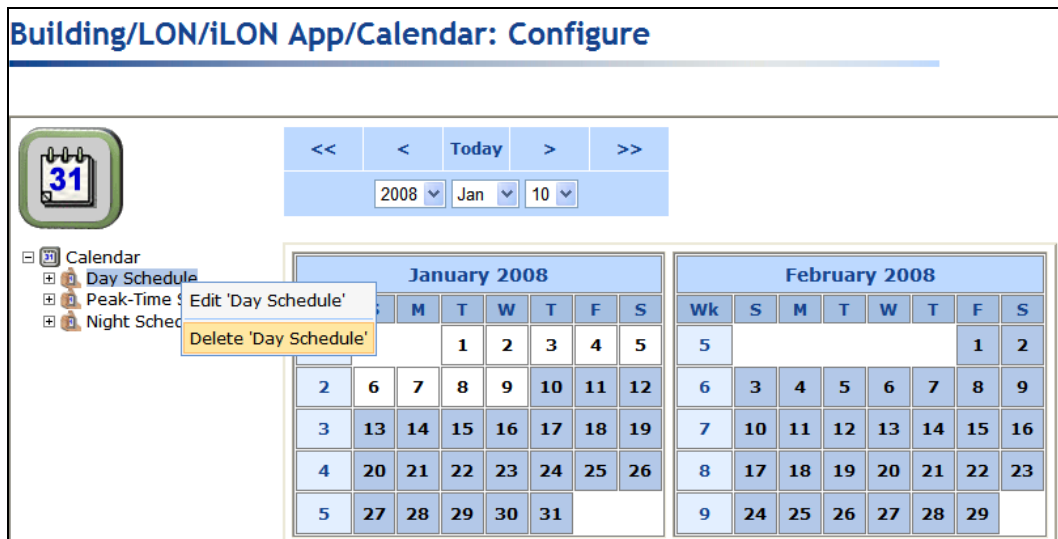 Building/LON/iLON App/Calendar: Configure
31
<< < Today > >>
2008 Jan 10
Calendar
Day Schedule
Peak-Time S
Night Sched
Edit 'Day Schedule'
Delete 'Day Schedule'
January 2008
M T W T F S
1 2 3 4 5
2 6 7 8 9 10 11 12
3 13 14 15 16 17 18 19
4 20 21 22 23 24 25 26
5 27 28 29 30 31
February 2008
Wk S M T W T F S
5 1 2
6 3 4 5 6 7 8 9
7 10 11 12 13 14 15 16
8 17 18 19 20 21 22 23
9 24 25 26 27 28 29